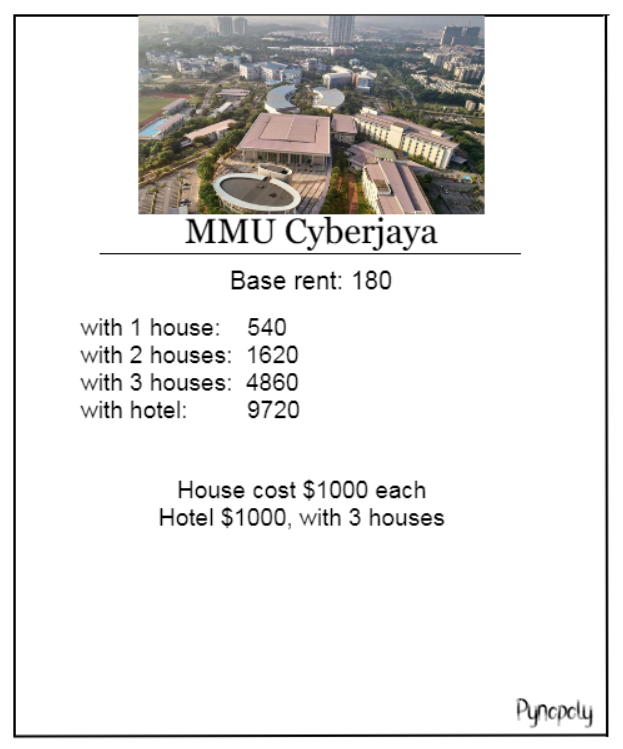 MMU Cyberjaya
Base rent: 180
with 1 house: 540
with 2 houses: 1620
with 3 houses: 4860
with hotel: 9720
House cost $1000 each
Hotel $1000, with 3 houses
Pynopoly